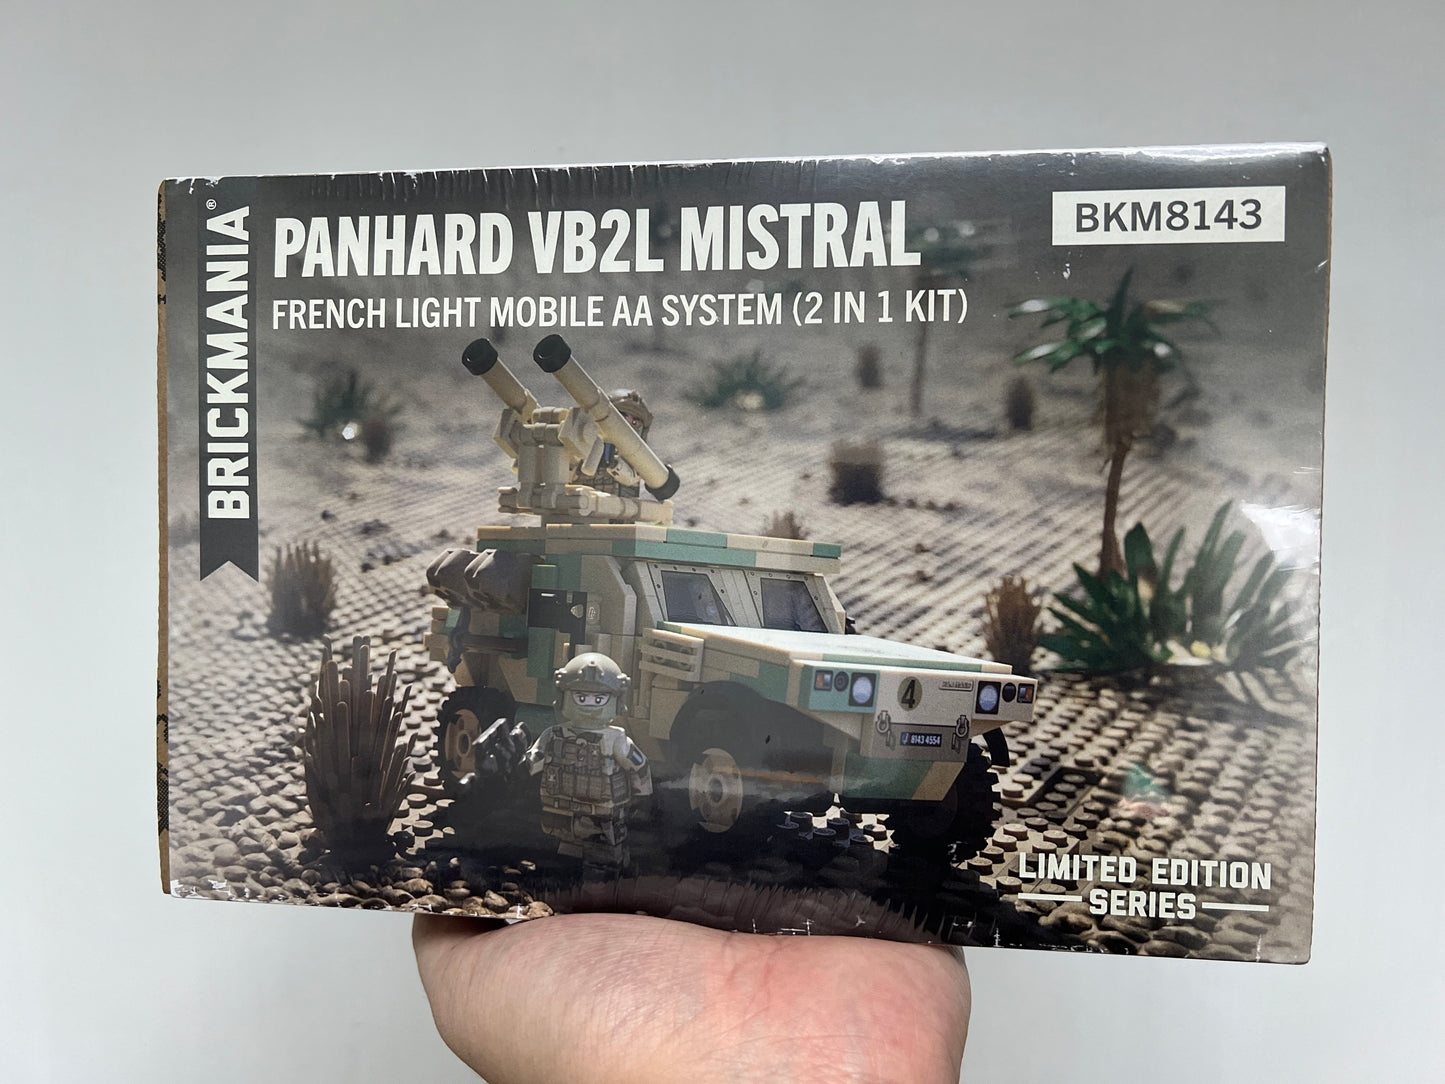 BRICKMANIA®
PANHARD VB2L MISTRAL
FRENCH LIGHT MOBILE AA SYSTEM (2 IN 1 KIT)
BKM8143
4
8143 4554
LIMITED EDITION
SERIES